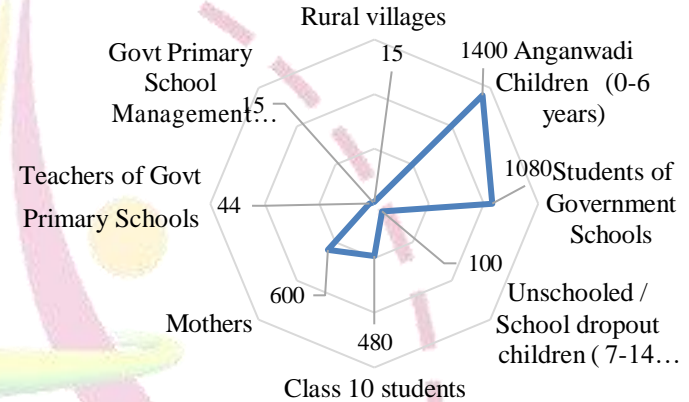 Rural villages
15
1400 Anganwadi
Children (0-6
years)
1080 Students of
Government
Schools
100
Unschooled /
School dropout
children ( 7-14…
480
Class 10 students
600
Mothers
44
Teachers of Govt
Primary Schools
15
Govt Primary
School
Management…